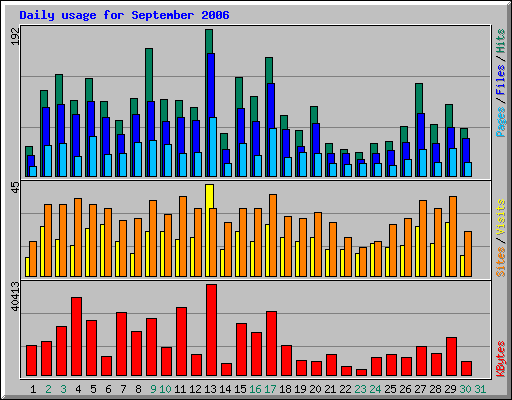 Daily usage for September 2006
192
Pages / Files / Hits
45
Sites / Visits
40413
KBytes
1 2 3 4 5 6 7 8 9 10 11 12 13 14 15 16 17 18 19 20 21 22 23 24 25 26 27 28 29 30 31